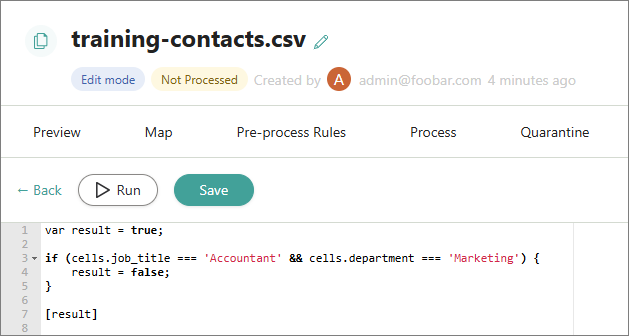 training-contacts.csv
Edit mode Not Processed Created by A admin@foobar.com 4 minutes ago
Preview Map Pre-process Rules Process Quarantine
← Back Run Save
1 var result = true;
2
3 if (cells.job_title === 'Accountant' && cells.department === 'Marketing') {
4     result = false;
5 }
6
7 [result]
8